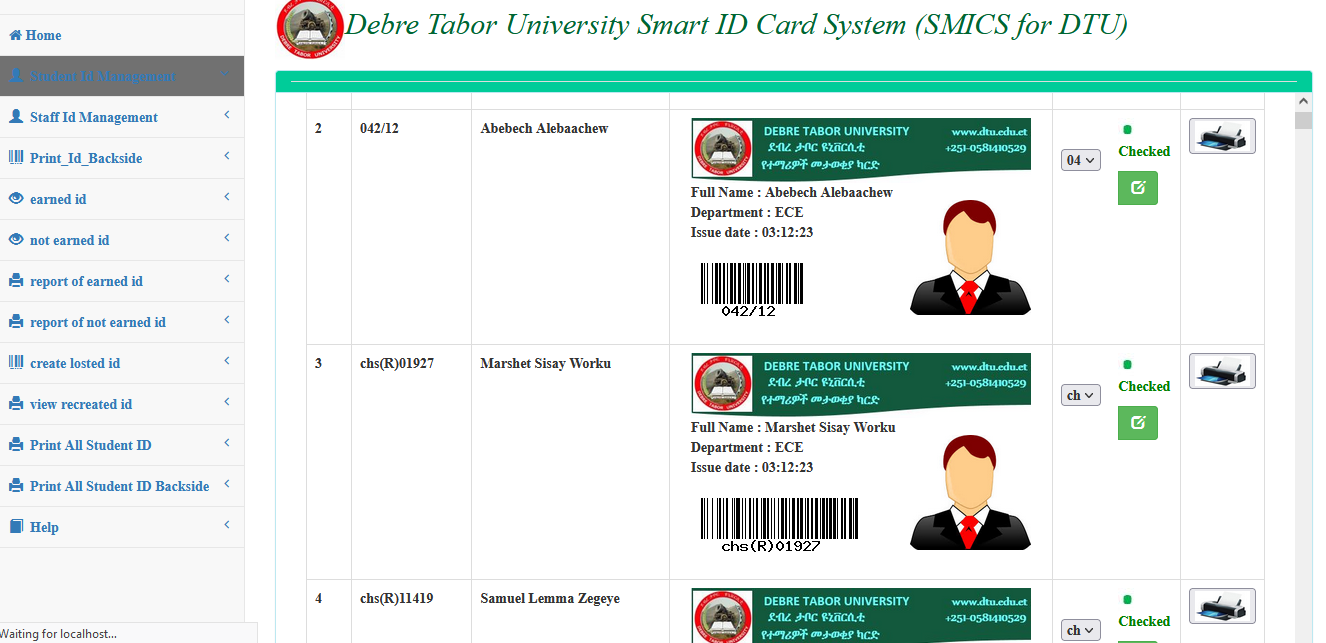 Debre Tabor University Smart ID Card System (SMICS for DTU)
Home
Student Id Management
Staff Id Management
Print_Id_Backside
earned id
not earned id
report of earned id
report of not earned id
create losted id
view recreated id
Print All Student ID
Print All Student ID Backside
Help
Waiting for localhost...
2
042/12
Abebech Alebaachew
DEBRE TABOR UNIVERSITY
ደብረ ታቦር ዩኒቨርሲቲ
የተማሪዎች መታወቂያ ካርድ
www.dtu.edu.et
+251-0581410529
Full Name : Abebech Alebaachew
Department : ECE
Issue date : 03:12:23
042/12
04
Checked
3
chs(R)01927
Marshet Sisay Worku
DEBRE TABOR UNIVERSITY
ደብረ ታቦር ዩኒቨርሲቲ
የተማሪዎች መታወቂያ ካርድ
www.dtu.edu.et
+251-0581410529
Full Name : Marshet Sisay Worku
Department : ECE
Issue date : 03:12:23
chs(R)01927
ch
Checked
4
chs(R)11419
Samuel Lemma Zegeye
DEBRE TABOR UNIVERSITY
ደብረ ታቦር ዩኒቨርሲቲ
የተማሪዎች መታወቂያ ካርድ
www.dtu.edu.et
+251-0581410529
ch
Checked